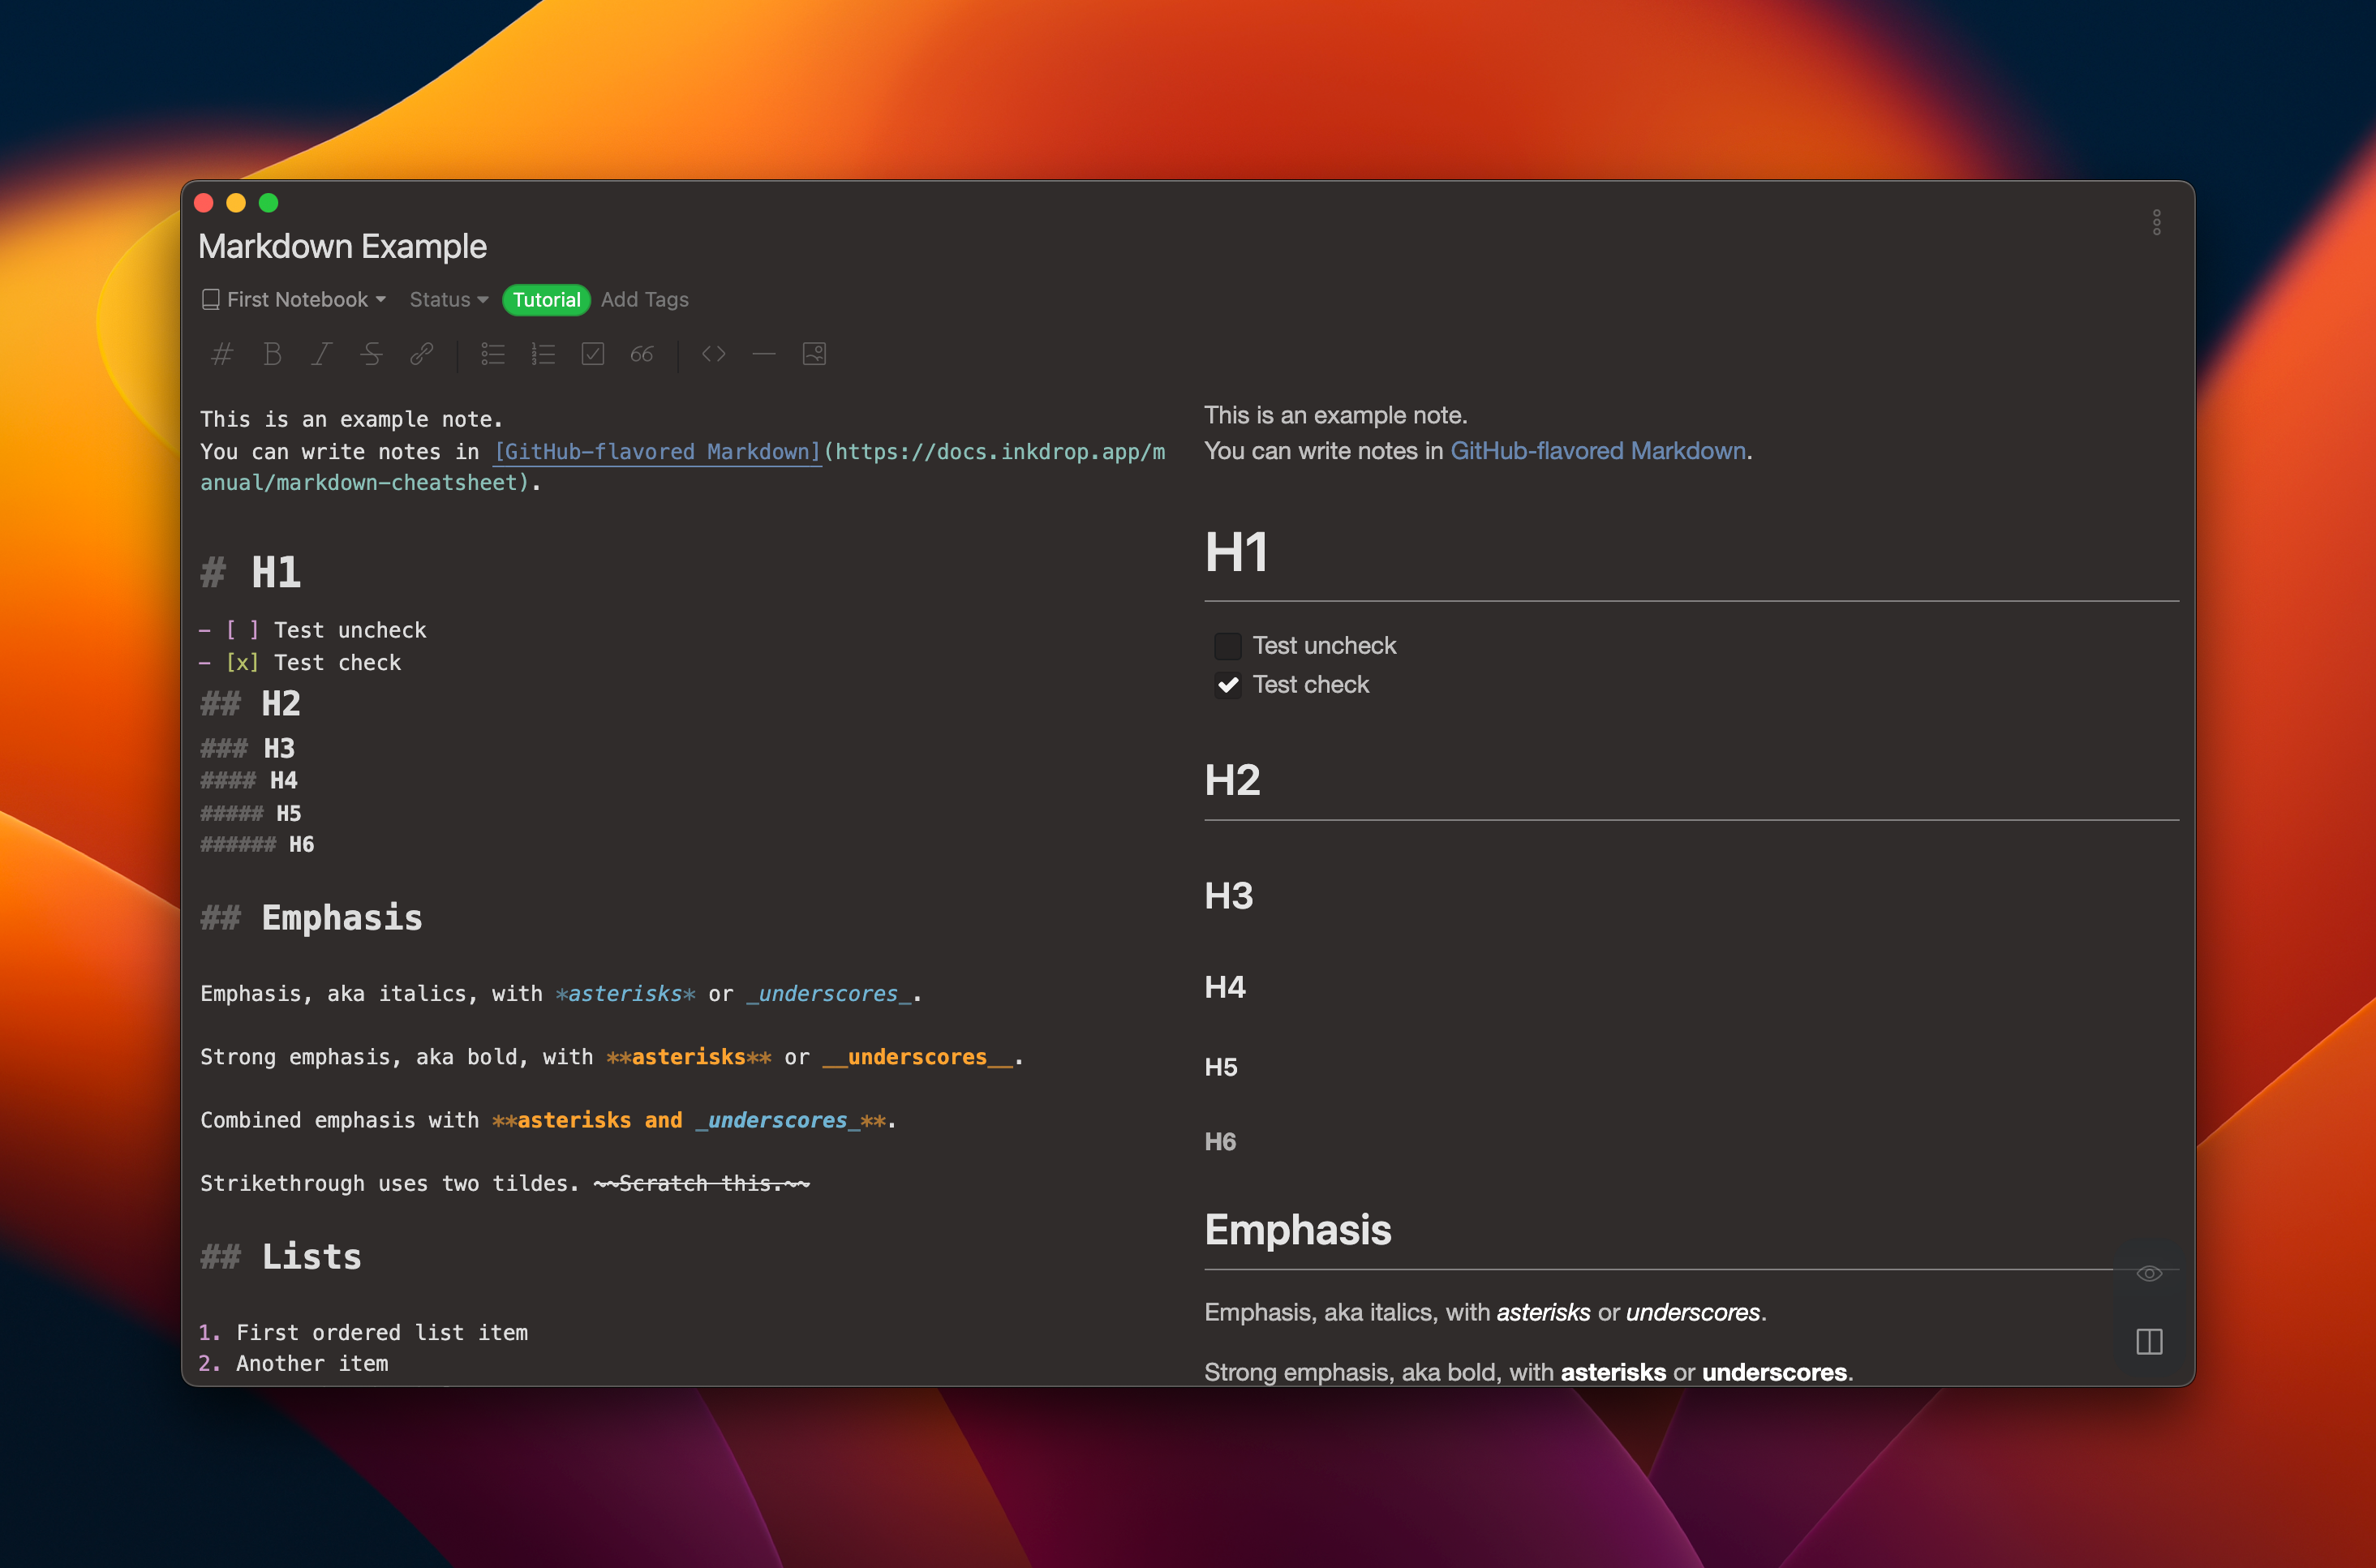 Markdown Example
First Notebook Status Tutorial Add Tags
This is an example note.
You can write notes in [GitHub-flavored Markdown](https://docs.inkdrop.app/m
anual/markdown-cheatsheet).
# H1
- [ ] Test uncheck
- [x] Test check
## H2
### H3
#### H4
##### H5
###### H6
## Emphasis
Emphasis, aka italics, with *asterisks* or _underscores_.
Strong emphasis, aka bold, with **asterisks** or __underscores__.
Combined emphasis with **asterisks and _underscores_**.
Strikethrough uses two tildes. ~~Scratch this.~~
## Lists
1. First ordered list item
2. Another item
This is an example note.
You can write notes in GitHub-flavored Markdown.
H1
Test uncheck
Test check
H2
H3
H4
H5
H6
Emphasis
Emphasis, aka italics, with asterisks or underscores.
Strong emphasis, aka bold, with asterisks or underscores.